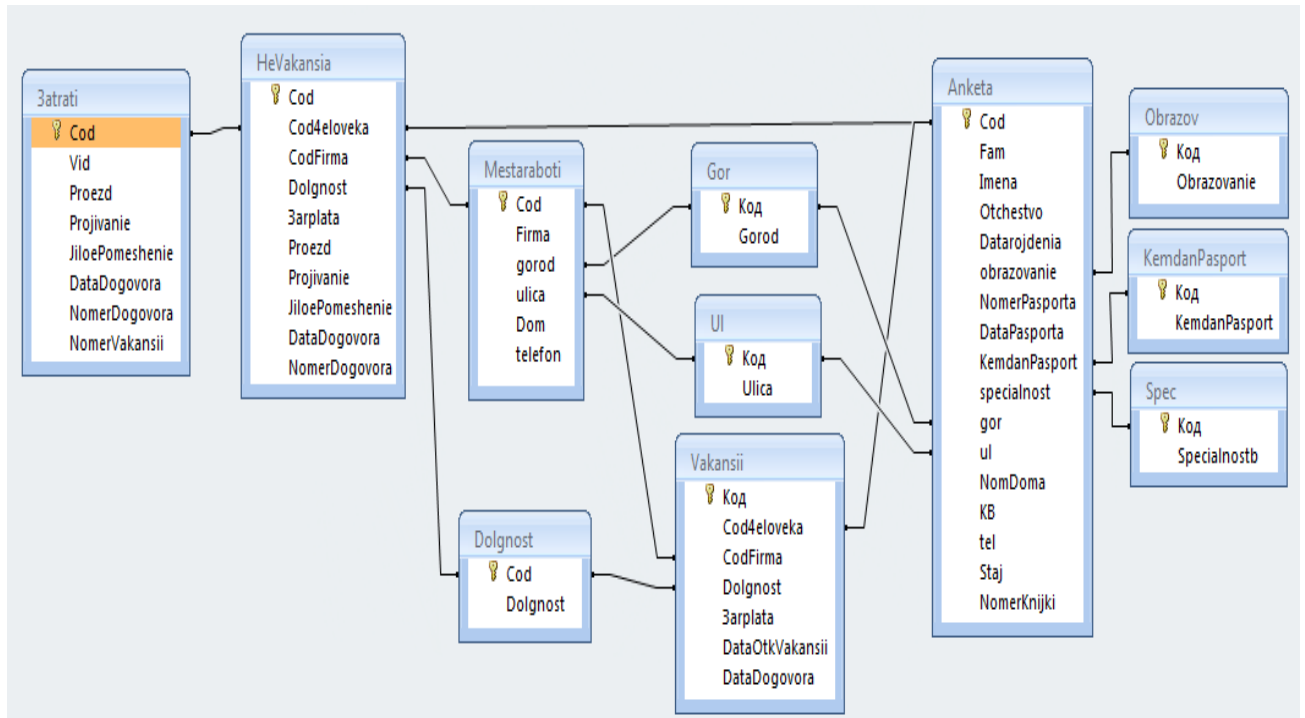 3atrati
Cod
Vid
Proezd
Projivanie
JiloePomeshenie
DataDogovora
NomerDogovora
NomerVakansii
HeVakansia
Cod
Cod4eloveka
CodFirma
Dolgnost
3arplata
Proezd
Projivanie
JiloePomeshenie
DataDogovora
NomerDogovora
Mestaraboti
Cod
Firma
gorod
ulica
Dom
telefon
Dolgnost
Cod
Dolgnost
Gor
Код
Gorod
Ul
Код
Ulica
Vakansii
Код
Cod4eloveka
CodFirma
Dolgnost
3arplata
DataOtkVakansii
DataDogovora
Anketa
Cod
Fam
Imena
Otchestvo
Datarojdenia
obrazovanie
NomerPasporta
DataPasporta
KemdanPasport
specialnost
gor
ul
NomDoma
KB
tel
Staj
NomerKnijki
Obrazov
Код
Obrazovanie
KemdanPasport
Код
KemdanPasport
Spec
Код
Specialnostb